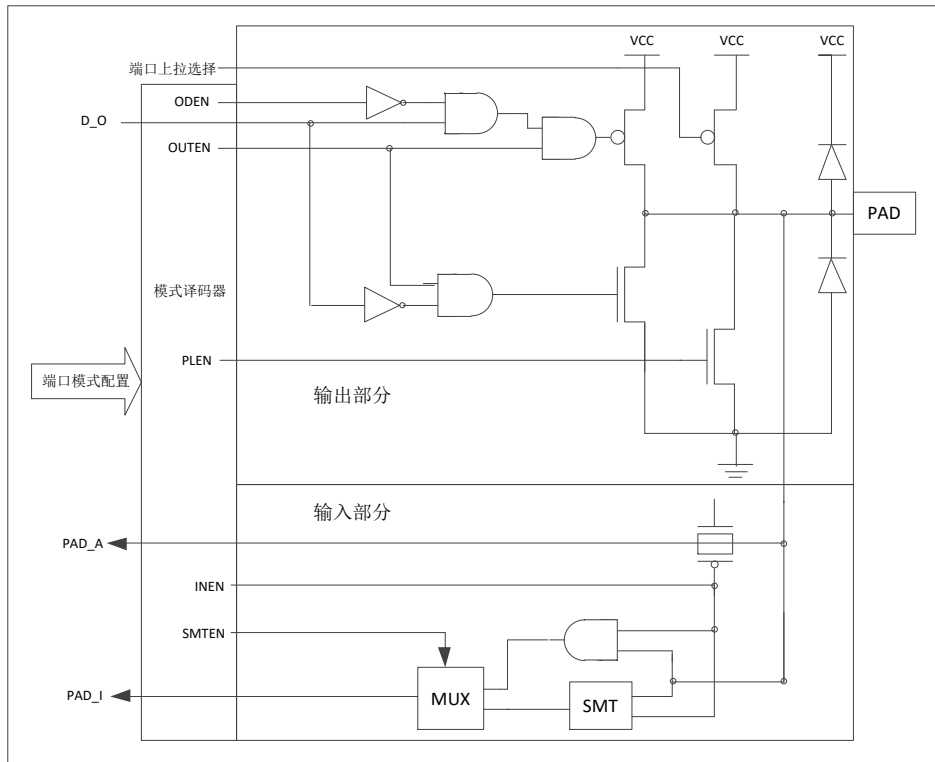 VCC
VCC
VCC
端口上拉选择
ODEN
D_O
OUTEN
PAD
模式译码器
PLEN
端口模式配置
输出部分
输入部分
PAD_A
INEN
SMTEN
PAD_I
MUX
SMT